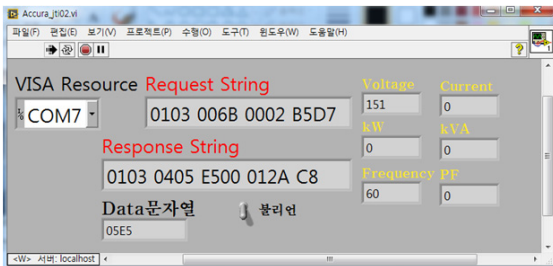 Accura_jti02.vi
파일(F) 편집(E) 보기(V) 프로젝트(P) 수행(O) 도구(T) 윈도우(W) 도움말(H)
VISA Resource Request String
COM7
0103 006B 0002 B5D7
Response String
0103 0405 E500 012A C8
Data문자열
불리언
05E5
Voltage Current
151 0
kW kVA
0 0
Frequency PF
60 0
<W> 서버: localhost